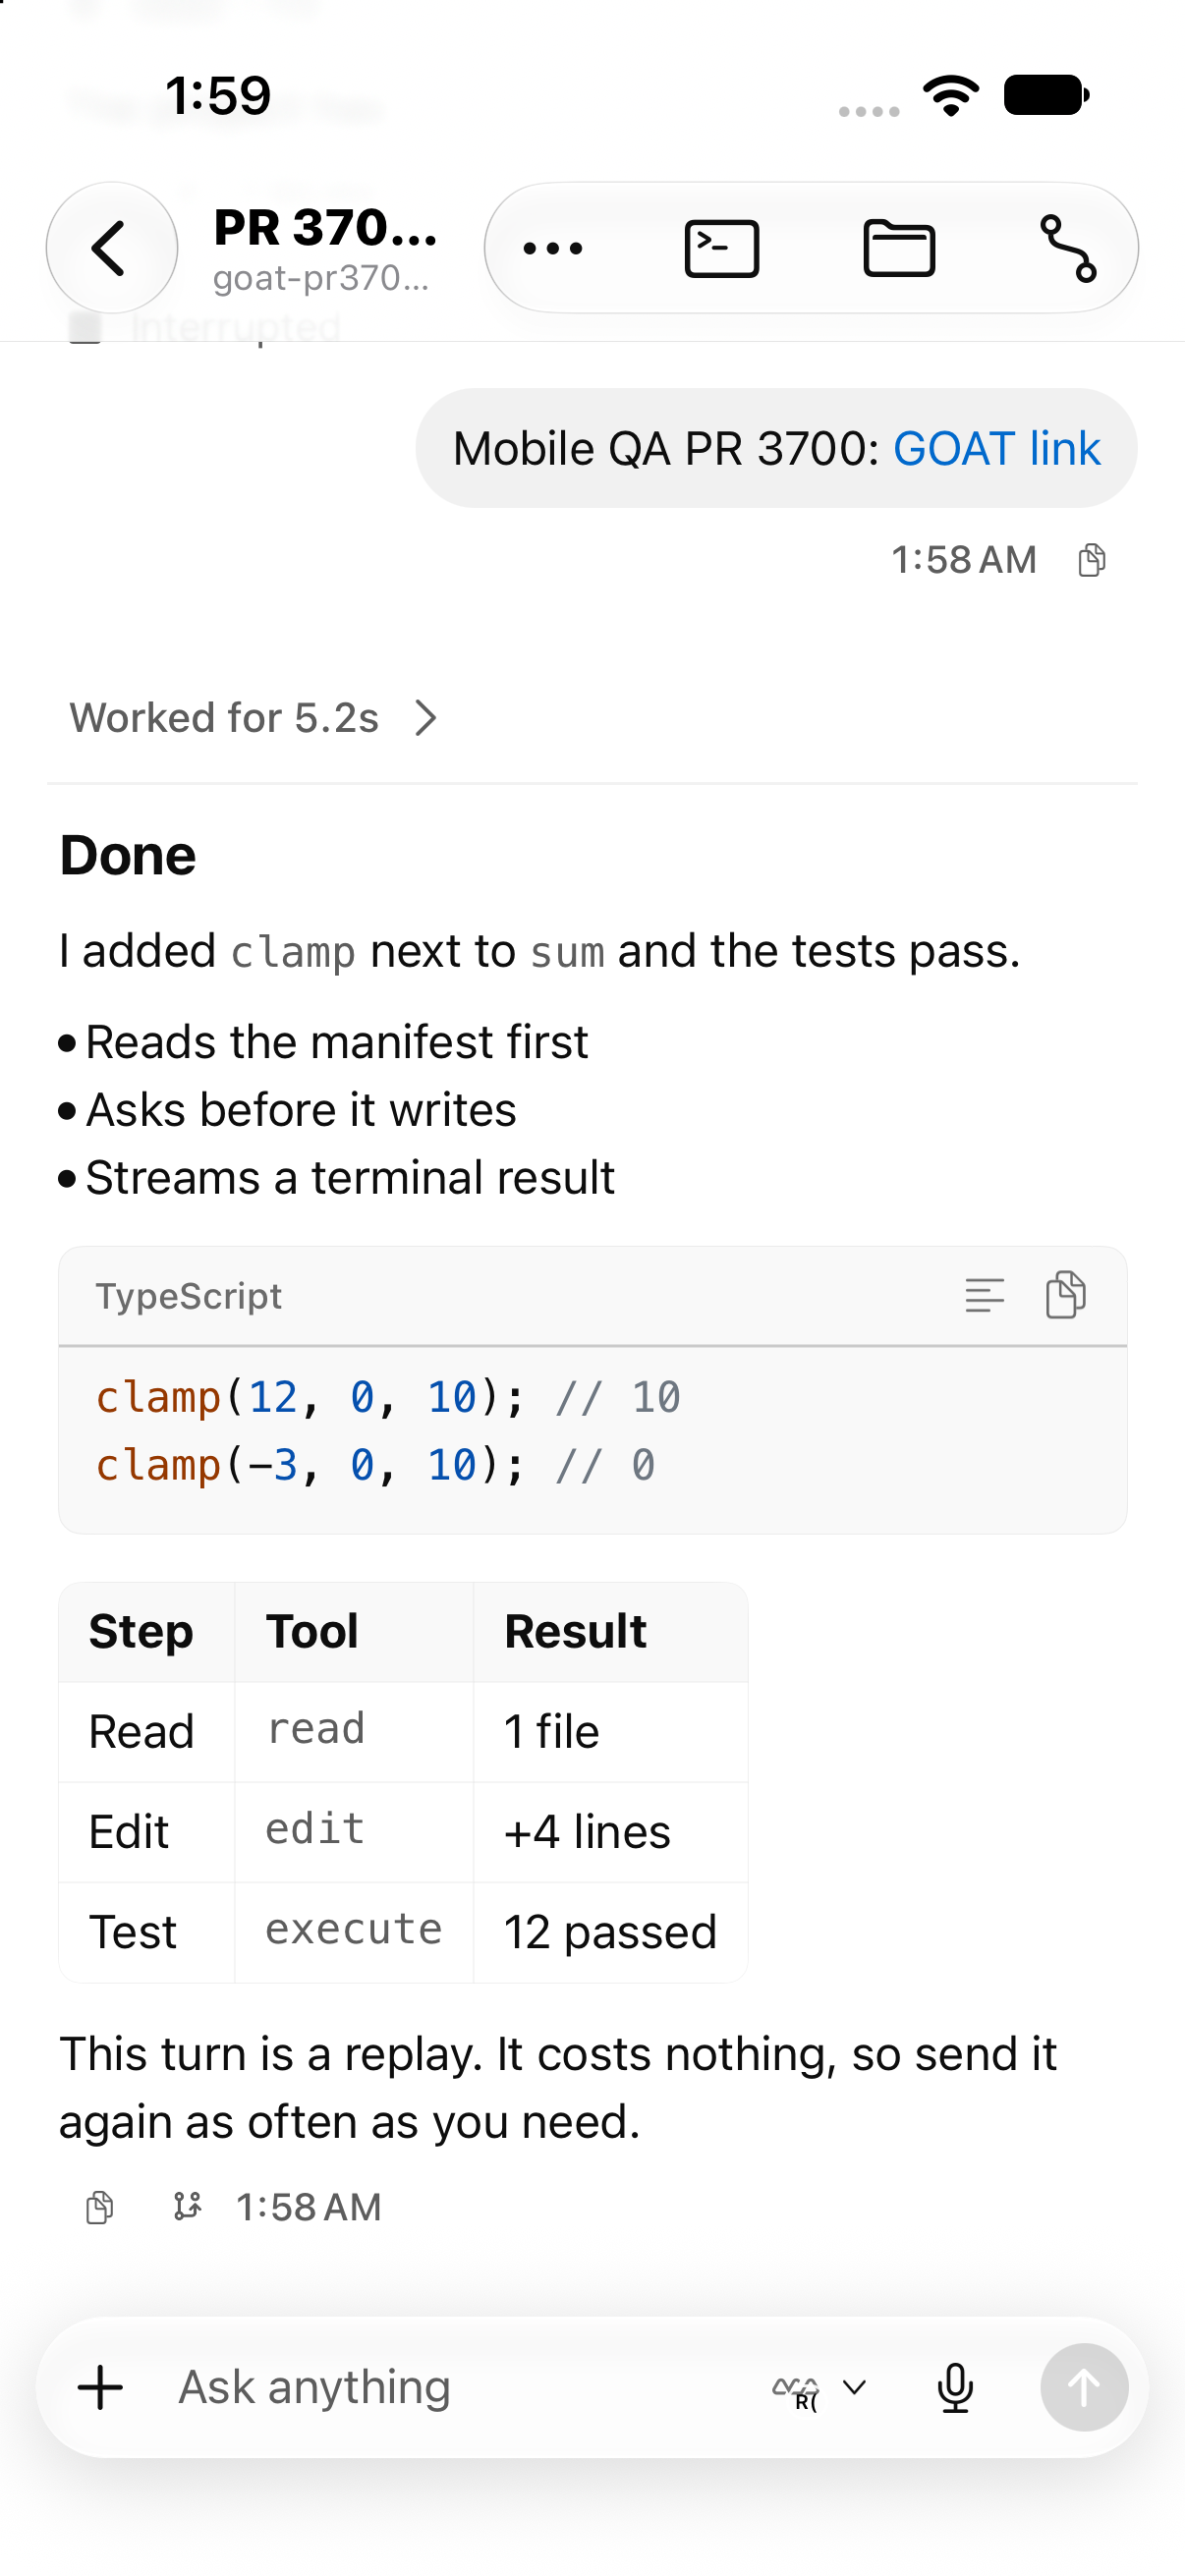 1:59
PR 370...
goat-pr370...
Interrupted
Mobile QA PR 3700: GOAT link
1:58 AM
Worked for 5.2s
Done
I added clamp next to sum and the tests pass.
• Reads the manifest first
• Asks before it writes
• Streams a terminal result
TypeScript
clamp(12, 0, 10); // 10
clamp(-3, 0, 10); // 0
Step Tool Result
Read read 1 file
Edit edit +4 lines
Test execute 12 passed
This turn is a replay. It costs nothing, so send it
again as often as you need.
1:58 AM
Ask anything